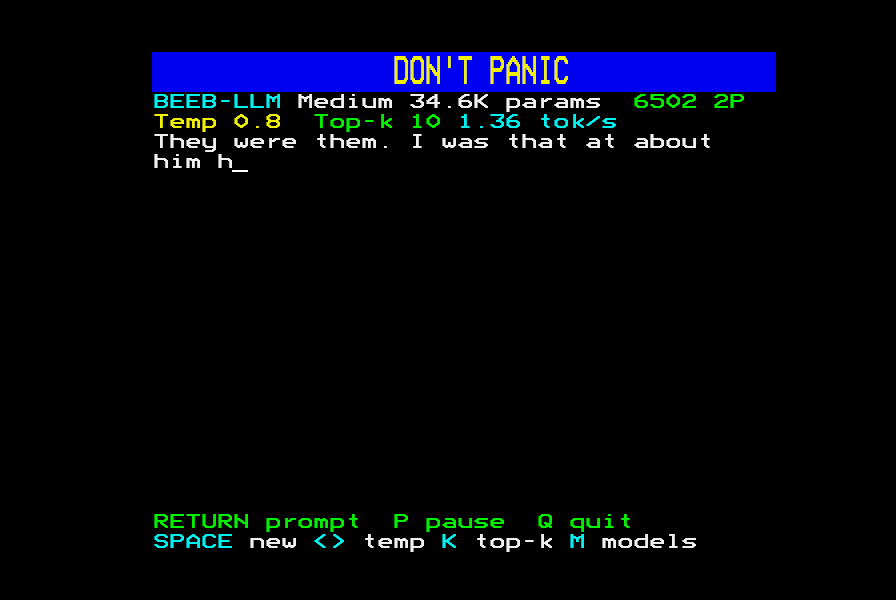 DON'T PANIC
BEEB-LLM Medium 34.6K params 6502 2P
Temp 0.8 Top-k 10 1.36 tok/s
They were them. I was that at about
him h_
RETURN prompt P pause Q quit
SPACE new <> temp K top-k M models